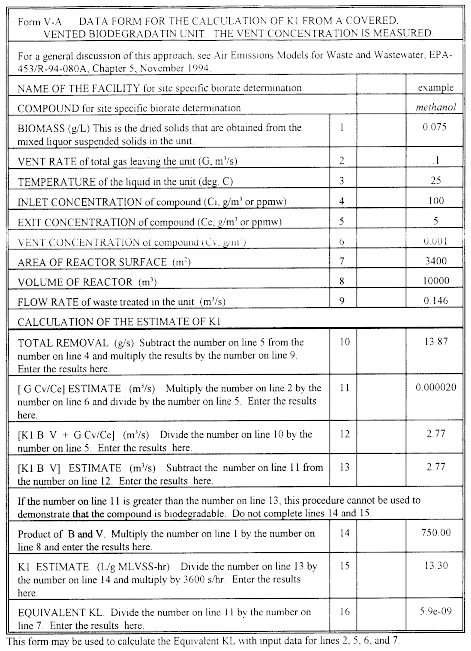 Form V-A DATA FORM FOR THE CALCULATION OF K1 FROM A COVERED,
VENTED BIODEGRADATIN UNIT. THE VENT CONCENTRATION IS MEASURED
For a general discussion of this approach, see Air Emissions Models for Waste and Wastewater, EPA-
453/R-94-080A, Chapter 5, November 1994.
NAME OF THE FACILITY for site specific biorate determination example
COMPOUND for site specific biorate determination methanol
BIOMASS (g/L) This is the dried solids that are obtained from the 1 0.075
mixed liquor suspended solids in the unit.
VENT RATE of total gas leaving the unit (G, m³/s) 2 1
TEMPERATURE of the liquid in the unit (deg. C) 3 25
INLET CONCENTRATION of compound (Ci, g/m³ or ppmw) 4 100
EXIT CONCENTRATION of compound (Ce, g/m³ or ppmw) 5 5
VENT CONCENTRATION of compound (Cv, g/m³) 6 0.001
AREA OF REACTOR SURFACE (m²) 7 3400
VOLUME OF REACTOR (m³) 8 10000
FLOW RATE of waste treated in the unit (m³/s) 9 0.146
CALCULATION OF THE ESTIMATE OF K1
TOTAL REMOVAL (g/s) Subtract the number on line 5 from the 10 13.87
number on line 4 and multiply the results by the number on line 9.
Enter the results here.
[ G Cv/Ce] ESTIMATE (m³/s) Multiply the number on line 2 by the 11 0.000020
number on line 6 and divide by the number on line 5. Enter the results
here.
[K1 B V + G Cv/Ce] (m³/s) Divide the number on line 10 by the 12 2.77
number on line 5. Enter the results here.
[K1 B V] ESTIMATE (m³/s) Subtract the number on line 11 from 13 2.77
the number on line 12. Enter the results here.
If the number on line 11 is greater than the number on line 13, this procedure cannot be used to
demonstrate that the compound is biodegradable. Do not complete lines 14 and 15.
Product of B and V. Multiply the number on line 1 by the number on 14 750.00
line 8 and enter the results here.
K1 ESTIMATE (L/g MLVSS-hr) Divide the number on line 13 by 15 13.30
the number on line 14 and multiply by 3600 s/hr. Enter the results
here.
EQUIVALENT KL. Divide the number on line 11 by the number on 16 5.9e-09
line 7. Enter the results here.
This form may be used to calculate the Equivalent KL with input data for lines 2, 5, 6, and 7.